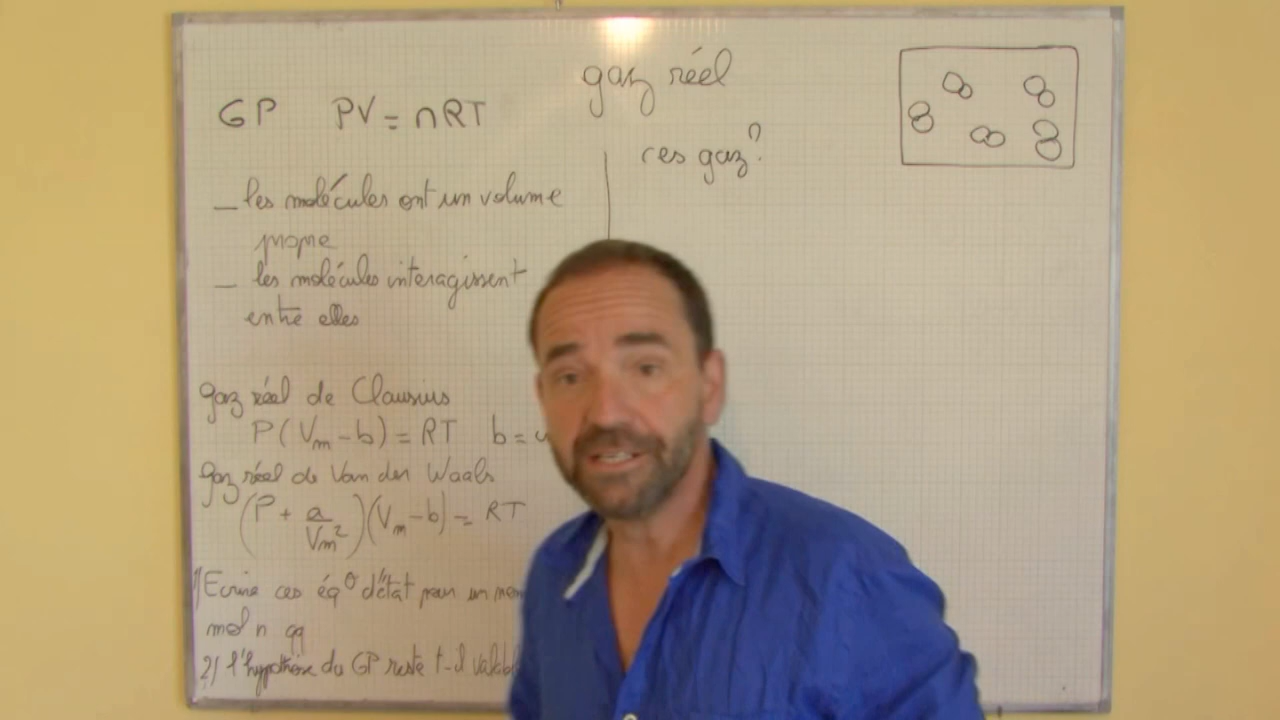 gaz réel
GP PV = nRT
ces gaz?
_ les molécules ont un volume
propre
_ les molécules interagissent
entre elles
gaz réel de Clausius
P(Vm - b) = RT b =
gaz réel de Van der Waals
(P + a/Vm²)(Vm - b) = RT
1) Ecrire ces éq° d'état pour un
mol n qq
2) l'hypothèse du GP reste t-il